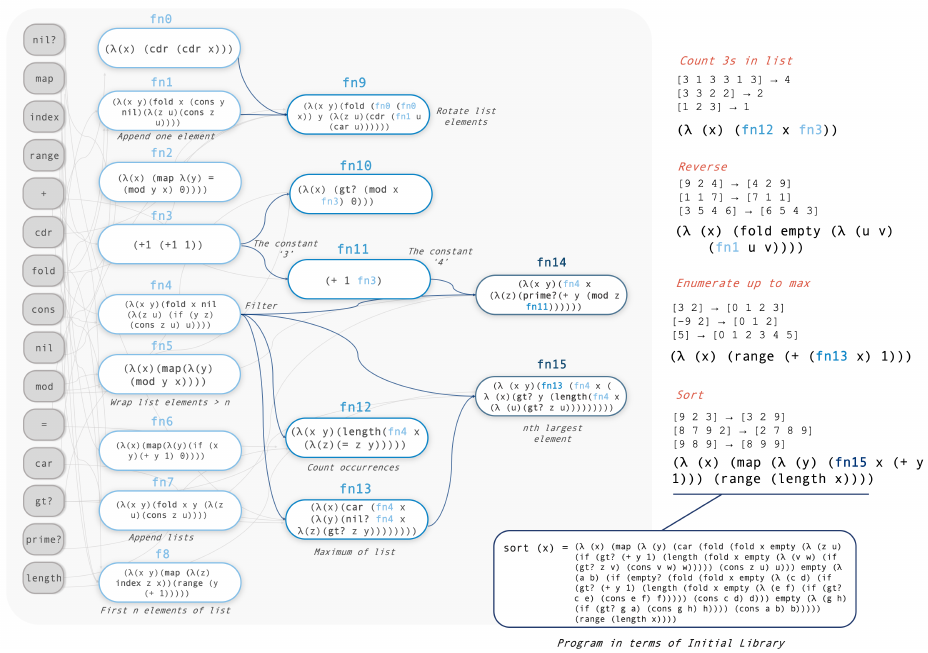 nil?
map
index
range
+
cdr
fold
cons
nil
mod
=
car
gt?
prime?
length
fn0
(λ(x) (cdr (cdr x)))
fn1
(λ(x y)(fold x (cons y
nil)(λ(z u)(cons z
u))))
Append one element
fn2
(λ(x) (map λ(y) =
(mod y x) 0))))
fn3
(+1 (+1 1))
fn4
(λ(x y)(fold x nil
(λ(z u) (if (y z)
(cons z u) u))))
fn5
(λ(x)(map(λ(y)
(mod y x))))
Wrap list elements > n
fn6
(λ(x)(map(λ(y)(if (x
y)(+ y 1) 0))))
fn7
(λ(x y)(fold x y (λ(z
u)(cons z u))))
Append lists
f8
(λ(x y)(map (λ(z)
index z x))(range (y
(+ 1)))))
First n elements of list
fn9
(λ(x y)(fold (fn0 (fn0
x)) y (λ(z u)(cdr (fn1 u
(car u))))))
Rotate list
elements
fn10
(λ(x) (gt? (mod x
fn3) 0)))
The constant
'3'
fn11
(+ 1 fn3)
The constant
'4'
Filter
fn12
(λ(x y)(length(fn4 x
(λ(z)(= z y)))))
Count occurrences
fn13
(λ(x)(car (fn4 x
(λ(y)(nil? fn4 x
λ(z)(gt? z y))))))))
Maximum of list
fn14
(λ(x y)(fn4 x
(λ(z)(prime?(+ y (mod z
fn11))))))
fn15
(λ (x y)(fn13 (fn4 x (
λ (x)(gt? y (length(fn4 x
(λ (u)(gt? z u)))))))))
nth largest
element
Count 3s in list
[3 1 3 3 1 3] → 4
[3 3 2 2] → 2
[1 2 3] → 1
(λ (x) (fn12 x fn3))
Reverse
[9 2 4] → [4 2 9]
[1 1 7] → [7 1 1]
[3 5 4 6] → [6 5 4 3]
(λ (x) (fold empty (λ (u v)
(fn1 u v))))
Enumerate up to max
[3 2] → [0 1 2 3]
[-9 2] → [0 1 2]
[5] → [0 1 2 3 4 5]
(λ (x) (range (+ (fn13 x) 1)))
Sort
[9 2 3] → [3 2 9]
[8 7 9 2] → [2 7 8 9]
[9 8 9] → [8 9 9]
(λ (x) (map (λ (y) (fn15 x (+ y
1))) (range (length x))))
sort (x) = (λ (x) (map (λ (y) (car (fold (fold x empty (λ (z u)
(if (gt? (+ y 1) (length (fold x empty (λ (v w) (if
(gt? z v) (cons v w) w))))) (cons z u) u))) empty (λ
(a b) (if (empty? (fold (fold x empty (λ (c d) (if
(gt? (+ y 1) (length (fold x empty (λ (e f) (if (gt?
c e) (cons e f) f))))) (cons c d) d))) empty (λ (g h)
(if (gt? g a) (cons g h) h)))) (cons a b) b)))))
(range (length x))))
Program in terms of Initial Library